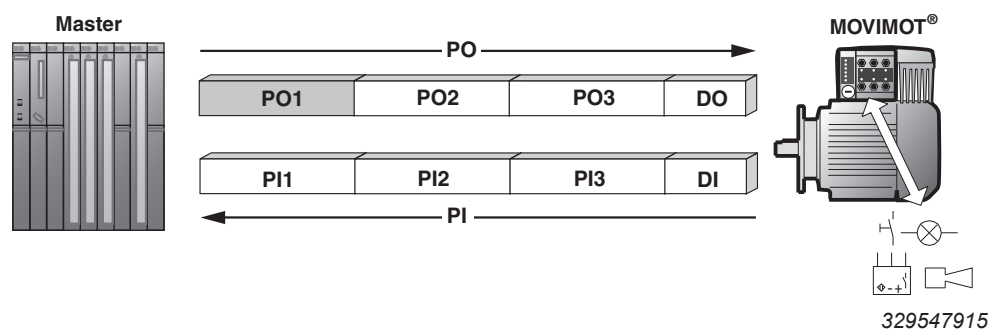 Master
MOVIMOT®
PO
PO1 PO2 PO3 DO
PI1 PI2 PI3 DI
PI
329547915